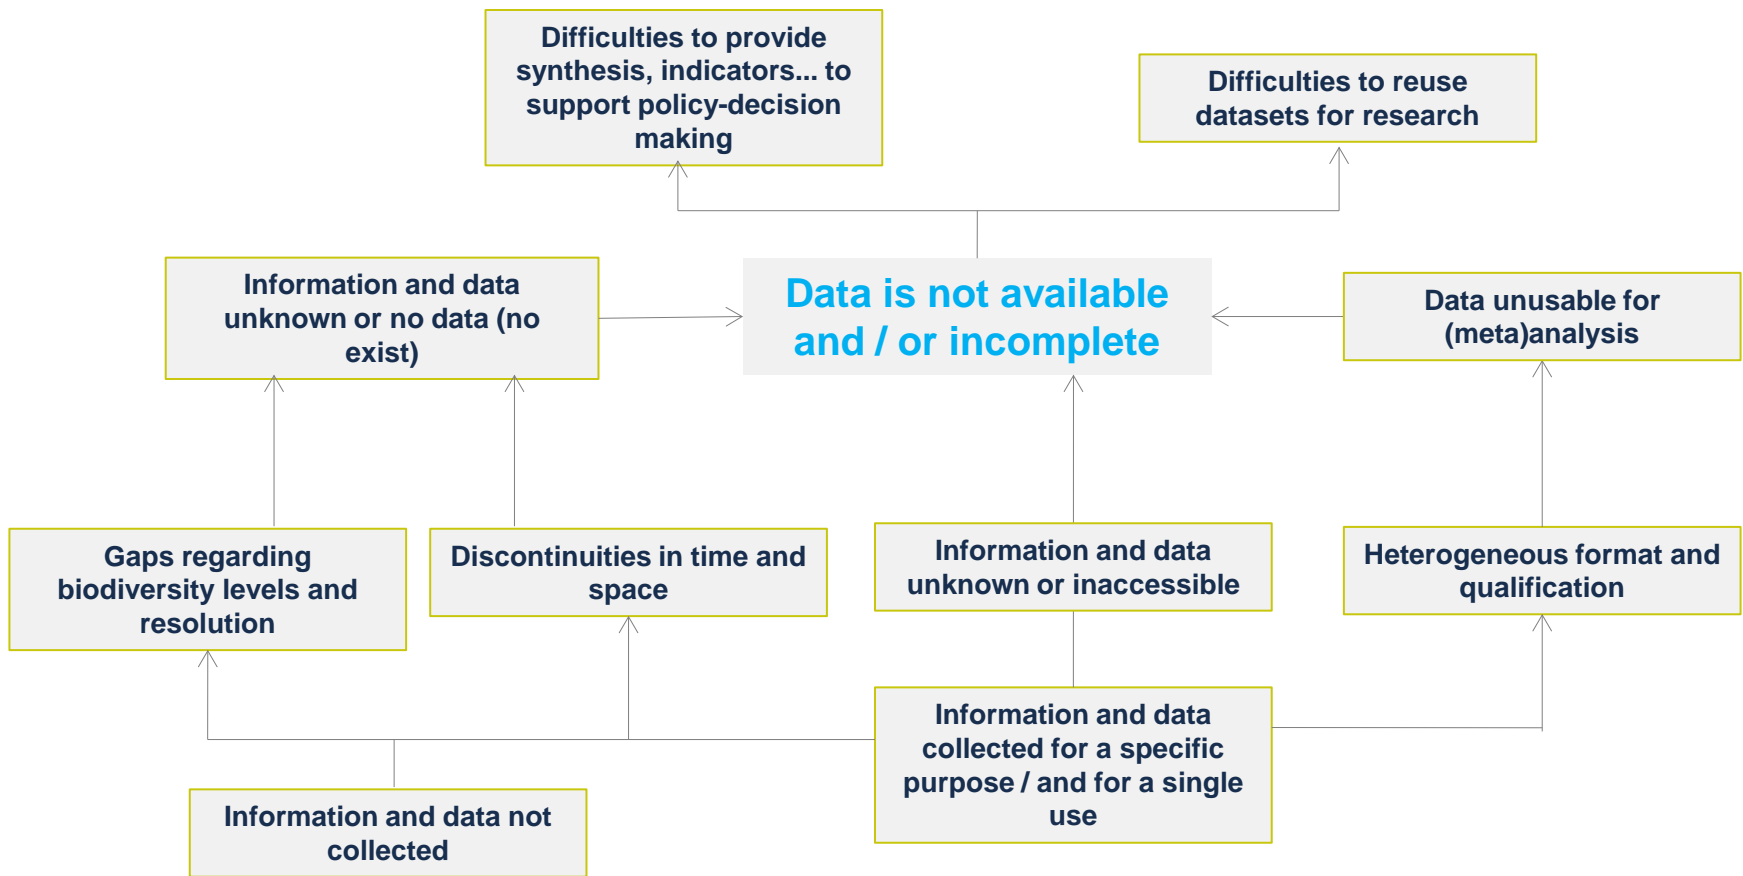 Difficulties to provide
synthesis, indicators... to
support policy-decision
making
Difficulties to reuse
datasets for research
Information and data
unknown or no data (no
exist)
Data is not available
and / or incomplete
Data unusable for
(meta)analysis
Gaps regarding
biodiversity levels and
resolution
Discontinuities in time and
space
Information and data
unknown or inaccessible
Heterogeneous format and
qualification
Information and data not
collected
Information and data
collected for a specific
purpose / and for a single
use